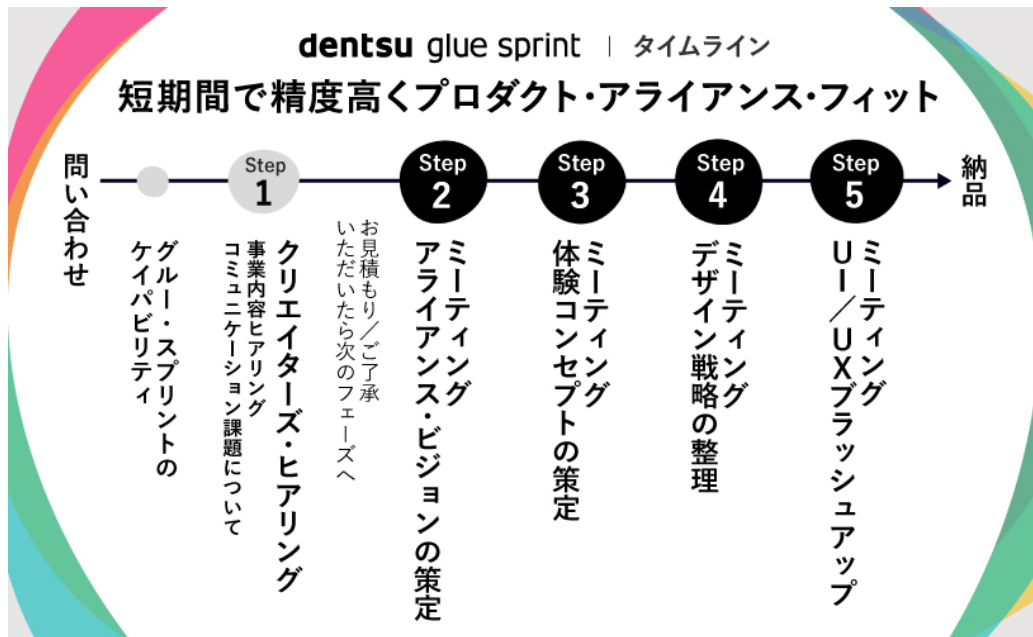 dentsu glue sprint | タイムライン
短期間で精度高くプロダクト・アライアンス・フィット
問い合わせ
グルー・スプリントの
ケイパビリティ
Step
1
クリエイターズ・ヒアリング
事業内容ヒアリング
コミュニケーション課題について
お見積もり／ご了承
いただいたら次のフェーズへ
Step
2
ミーティング
アライアンス・ビジョンの策定
Step
3
ミーティング
体験コンセプトの策定
Step
4
ミーティング
デザイン戦略の整理
Step
5
ミーティング
UI／UXブラッシュアップ
納品